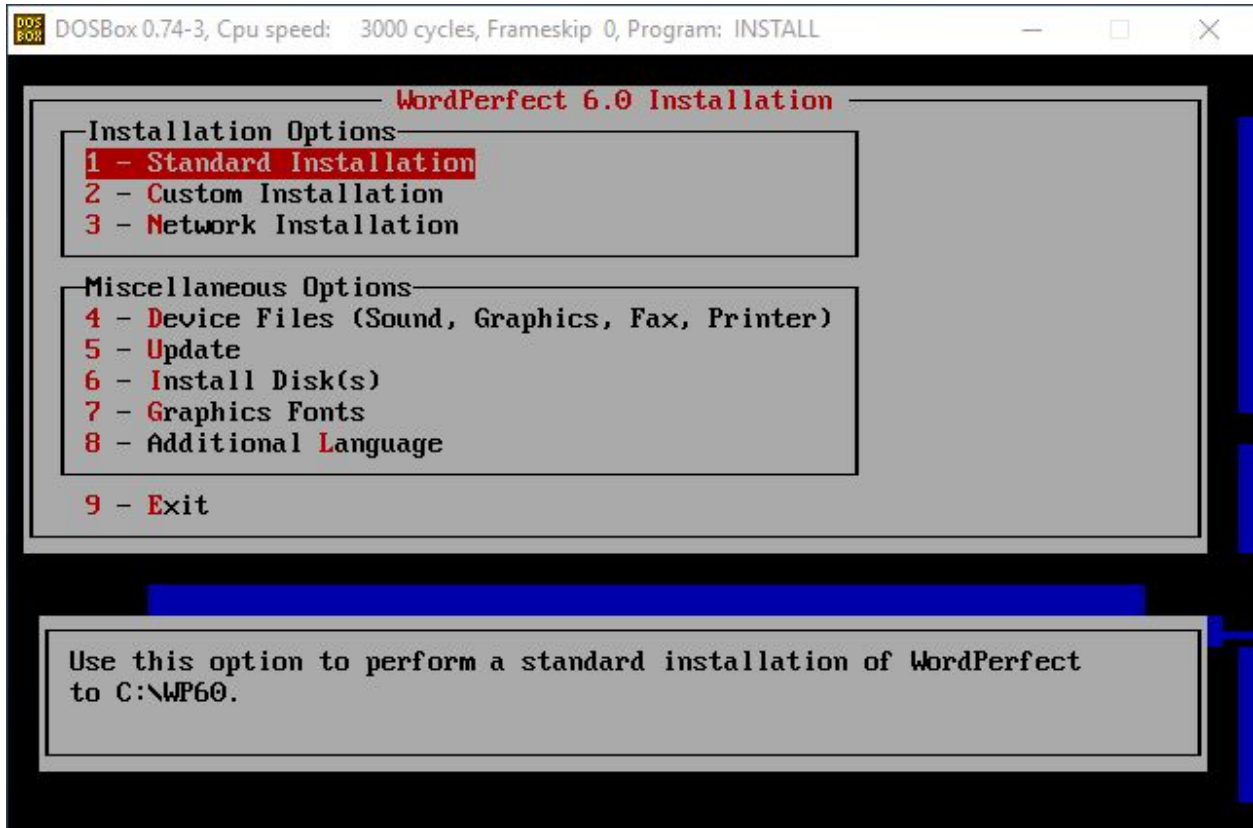 DOSBox 0.74-3, Cpu speed: 3000 cycles, Frameskip 0, Program: INSTALL
WordPerfect 6.0 Installation
Installation Options
1 - Standard Installation
2 - Custom Installation
3 - Network Installation
Miscellaneous Options
4 - Device Files (Sound, Graphics, Fax, Printer)
5 - Update
6 - Install Disk(s)
7 - Graphics Fonts
8 - Additional Language
9 - Exit
Use this option to perform a standard installation of WordPerfect
to C:\WP60.